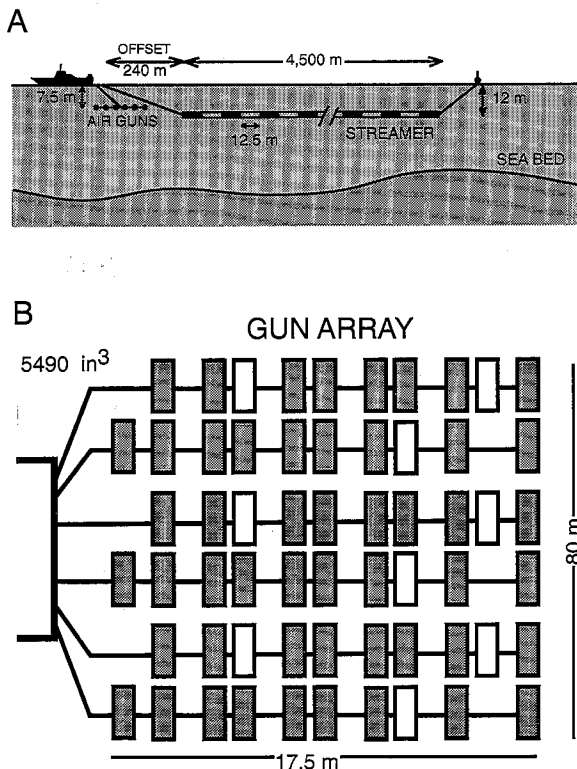 A
OFFSET
240 m
4,500 m
7.5 m
12 m
AIR GUNS
12.5 m
STREAMER
SEA BED
B
GUN ARRAY
5490 in³
80 m
17.5 m